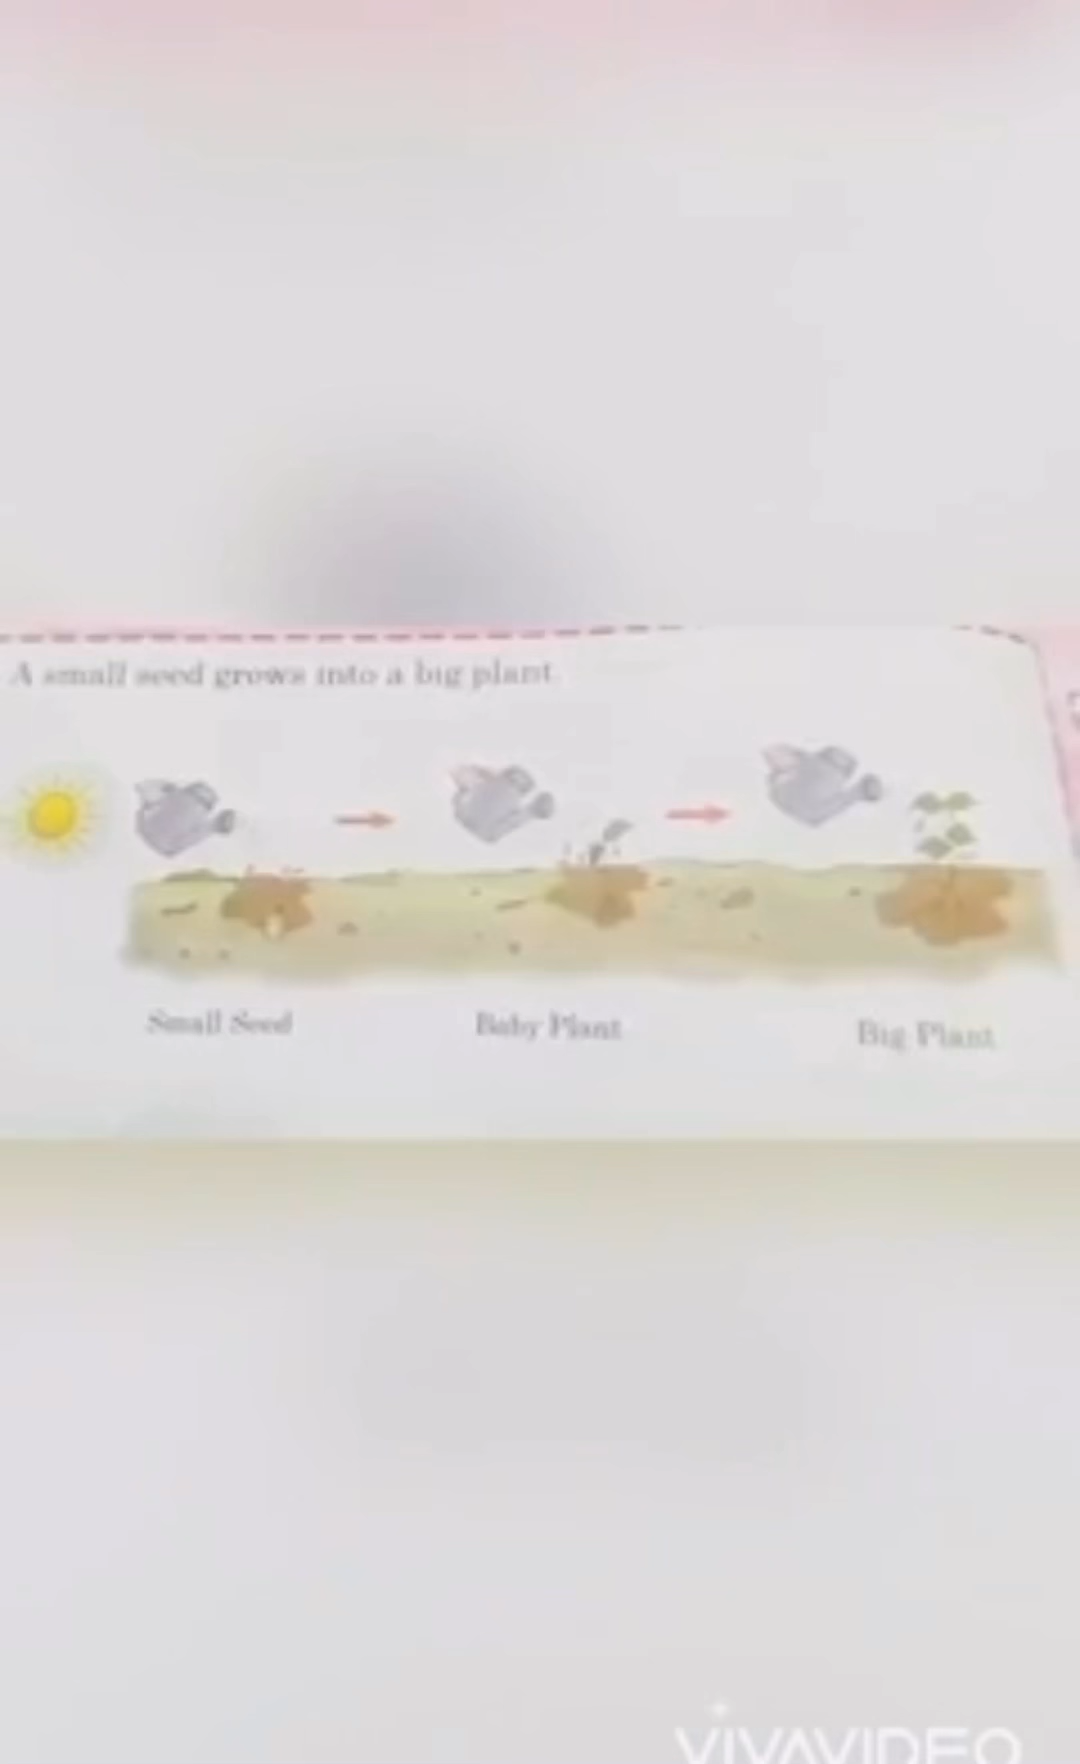 A small seed grows into a big plant.
Small Seed
Baby Plant
Big Plant
VIVAVIDEO